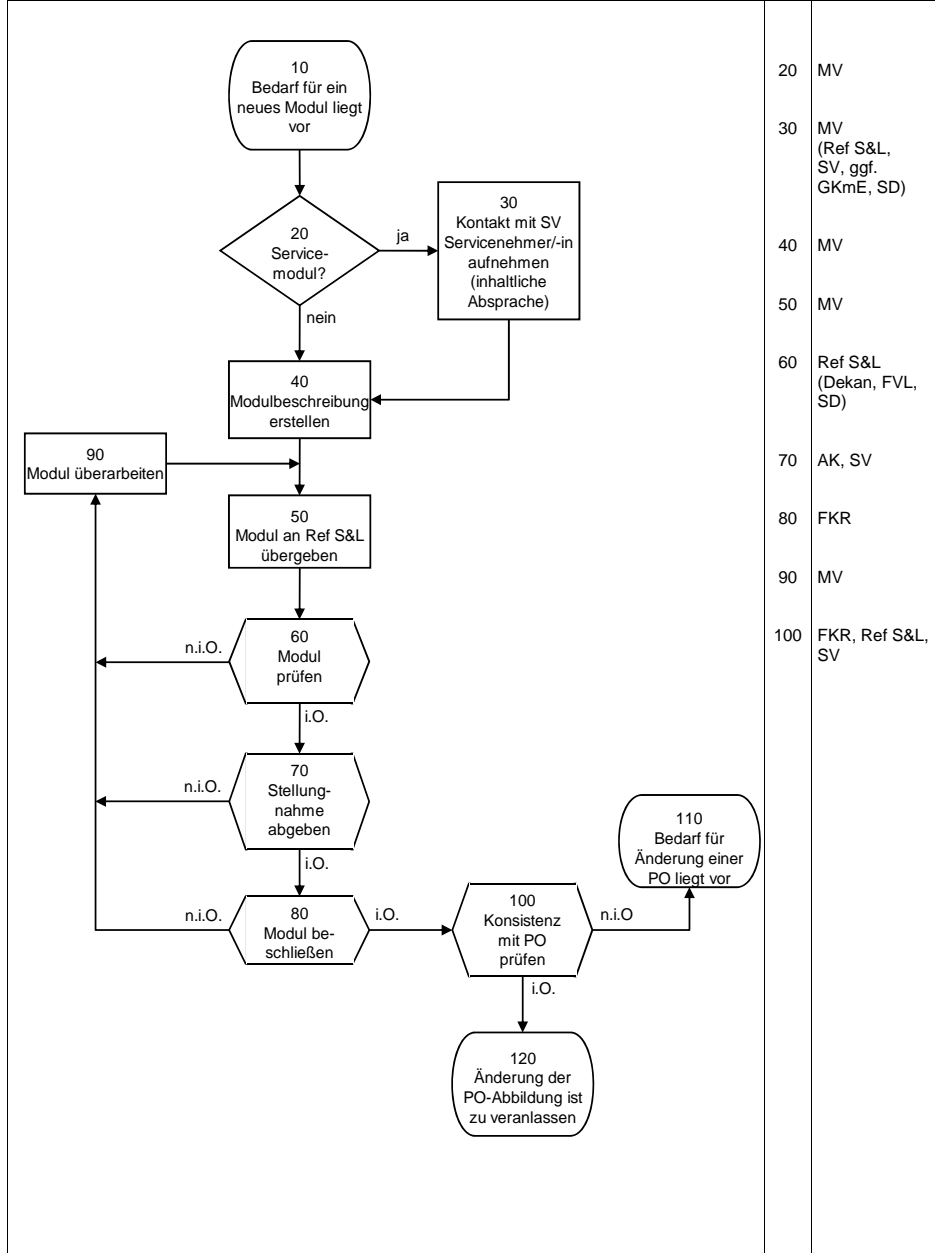 10
Bedarf für ein
neues Modul liegt
vor
20
Service-
modul?
ja
nein
30
Kontakt mit SV
Servicenehmer/-in
aufnehmen
(inhaltliche
Absprache)
40
Modulbeschreibung
erstellen
90
Modul überarbeiten
50
Modul an Ref S&L
übergeben
60
Modul
prüfen
n.i.O.
i.O.
70
Stellung-
nahme
abgeben
n.i.O.
i.O.
80
Modul be-
schließen
n.i.O.
i.O.
100
Konsistenz
mit PO
prüfen
n.i.O
i.O.
110
Bedarf für
Änderung einer
PO liegt vor
120
Änderung der
PO-Abbildung ist
zu veranlassen
20 MV
30 MV
(Ref S&L,
SV, ggf.
GKmE, SD)
40 MV
50 MV
60 Ref S&L
(Dekan, FVL,
SD)
70 AK, SV
80 FKR
90 MV
100 FKR, Ref S&L,
SV